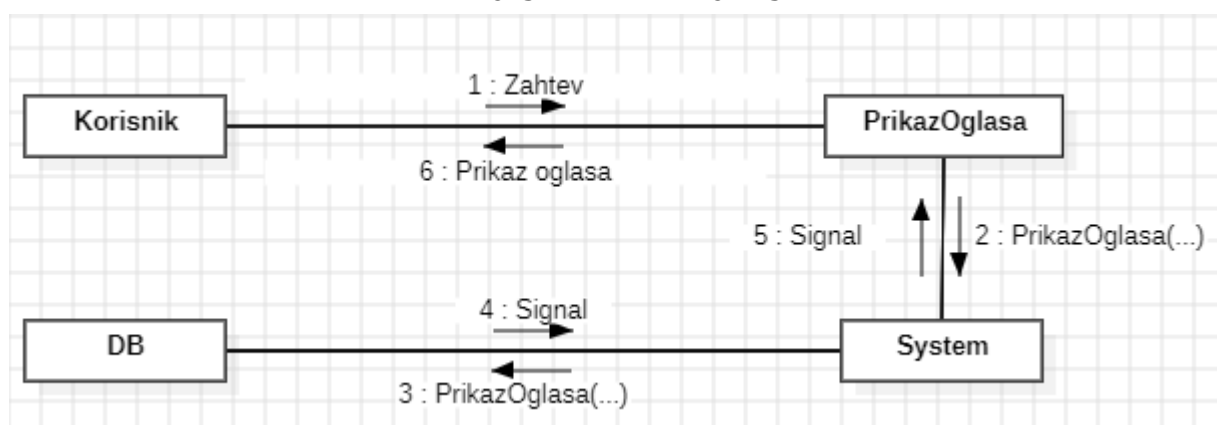 1 : Zahtev
Korisnik
PrikazOglasa
6 : Prikaz oglasa
5 : Signal
2 : PrikazOglasa(...)
4 : Signal
DB
System
3 : PrikazOglasa(...)